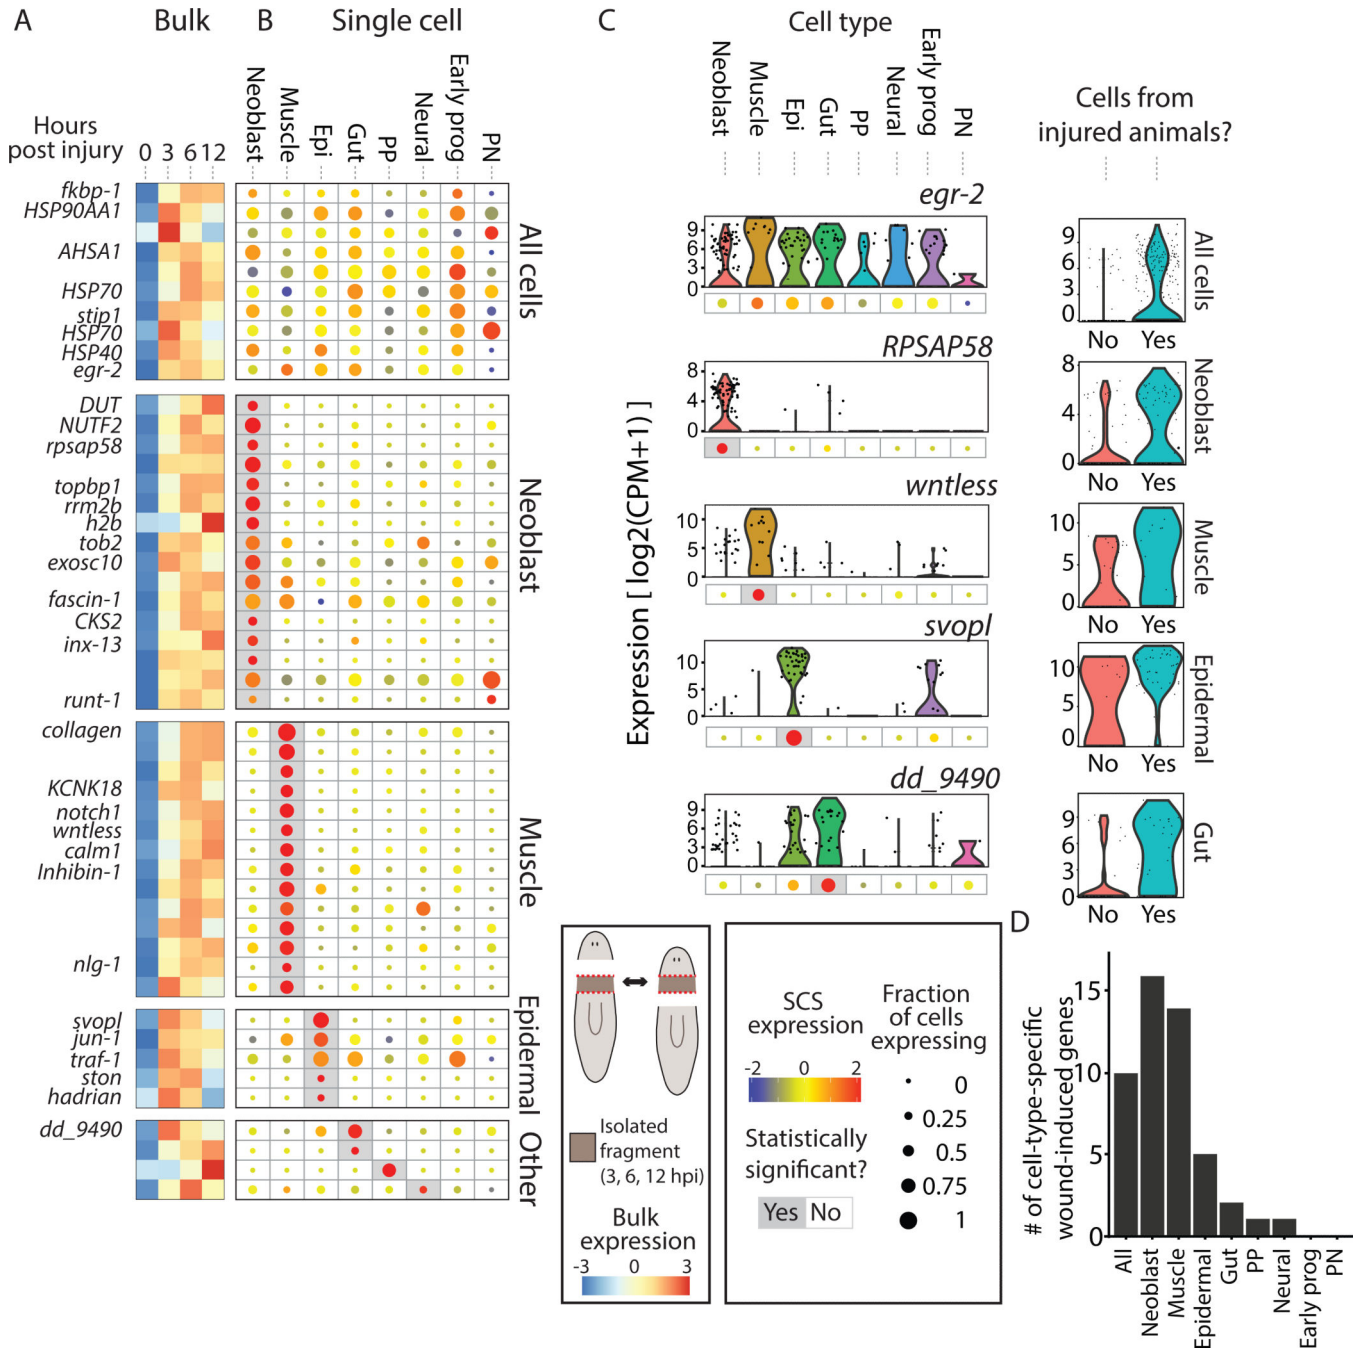 A
Bulk
B
Single cell
Hours
post injury
0 3 6 12
Neoblast
Muscle
Epi
Gut
PP
Neural
Early prog
PN
fkbp-1
HSP90AA1
AHSA1
HSP70
stip1
HSP70
HSP40
egr-2
All cells
DUT
NUTF2
rpsap58
topbp1
rrm2b
h2b
tob2
exosc10
fascin-1
CKS2
inx-13
runt-1
Neoblast
collagen
KCNK18
notch1
wntless
calm1
Inhibin-1
nlg-1
Muscle
svopl
jun-1
traf-1
ston
hadrian
Epidermal
dd_9490
Other
C
Cell type
Neoblast
Muscle
Epi
Gut
PP
Neural
Early prog
PN
Cells from
injured animals?
Expression [ log2(CPM+1) ]
egr-2
9
6
3
0
RPSAP58
8
4
0
wntless
10
5
0
svopl
10
5
0
dd_9490
9
6
3
0
9
6
3
0
No Yes
All cells
8
4
0
No Yes
Neoblast
10
5
0
No Yes
Muscle
10
5
0
No Yes
Epidermal
9
6
3
0
No Yes
Gut
Isolated
fragment
(3, 6, 12 hpi)
Bulk
expression
-3 0 3
SCS
expression
-2 0 2
Statistically
significant?
Yes No
Fraction
of cells
expressing
0
0.25
0.5
0.75
1
D
# of cell-type-specific
wound-induced genes
15
10
5
0
All
Neoblast
Muscle
Epidermal
Gut
PP
Neural
Early prog
PN